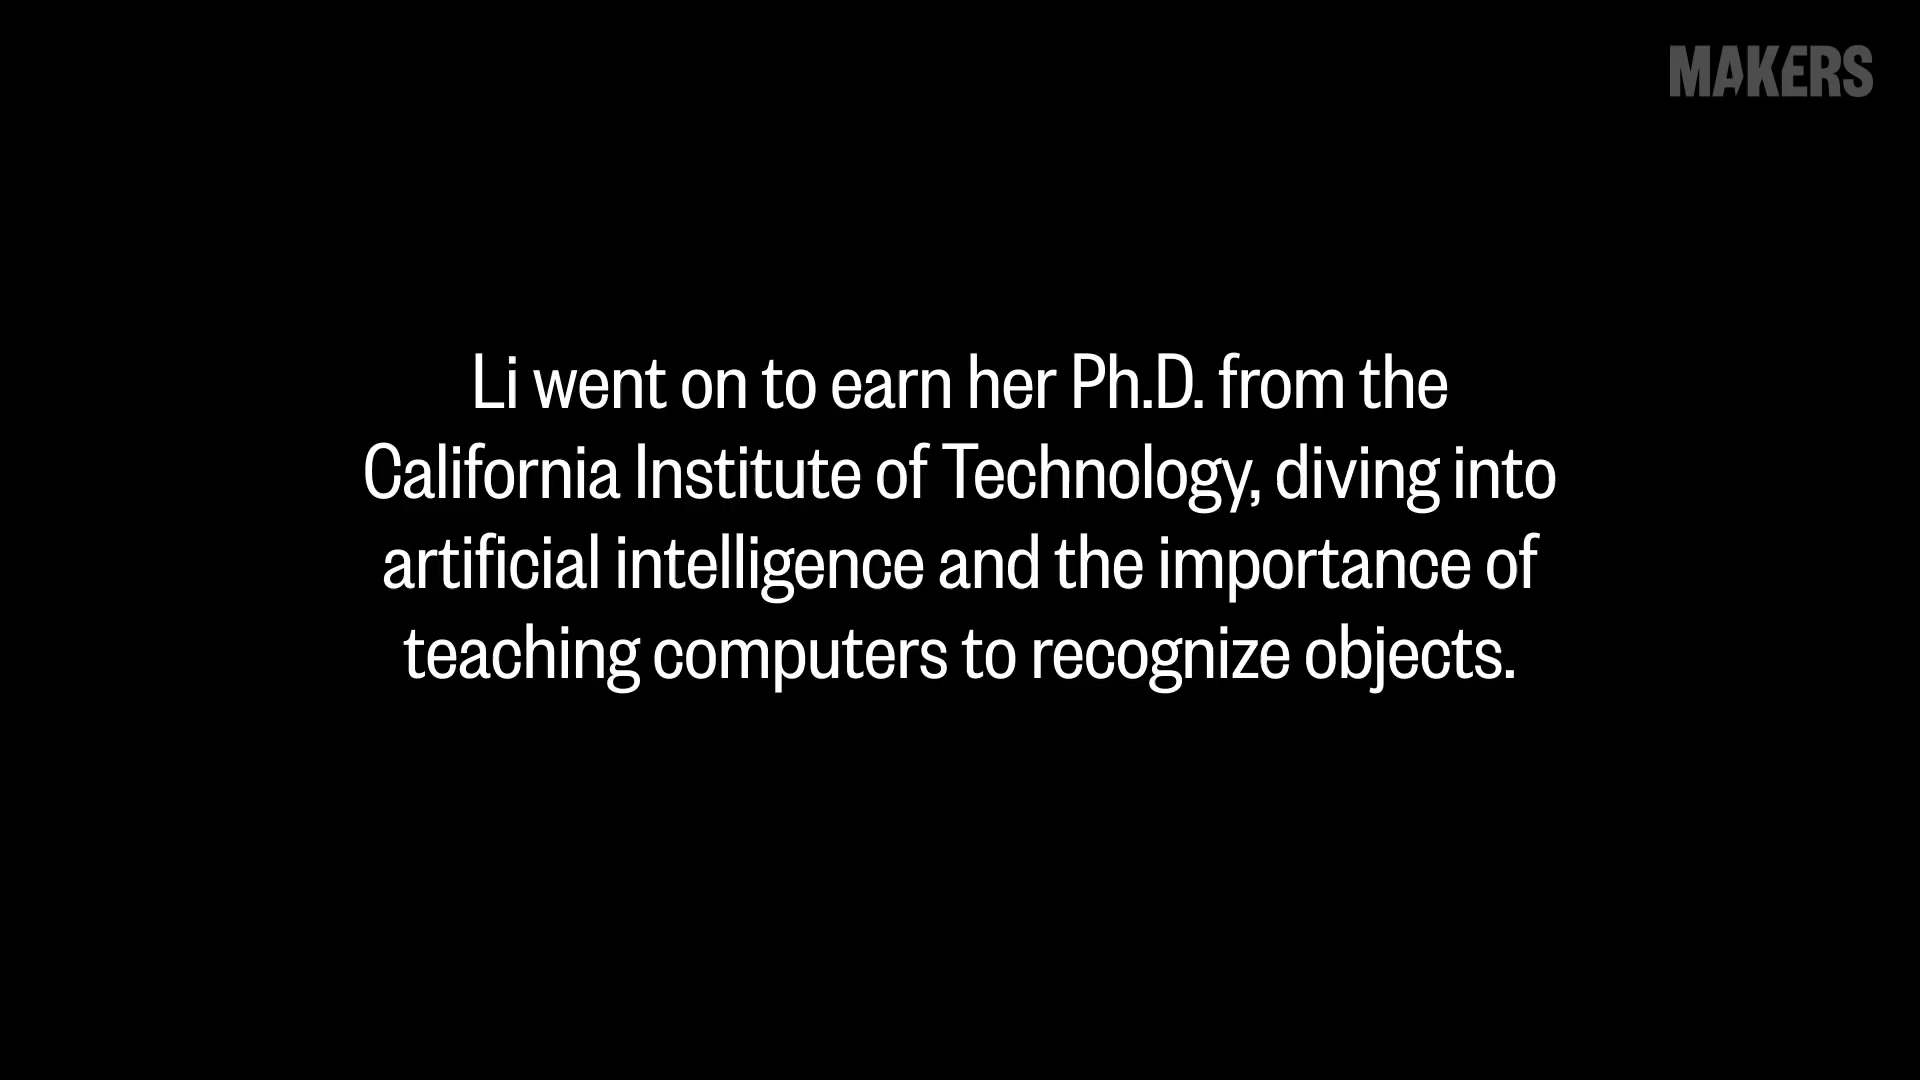 MAKERS
Li went on to earn her Ph.D. from the
California Institute of Technology, diving into
artificial intelligence and the importance of
teaching computers to recognize objects.